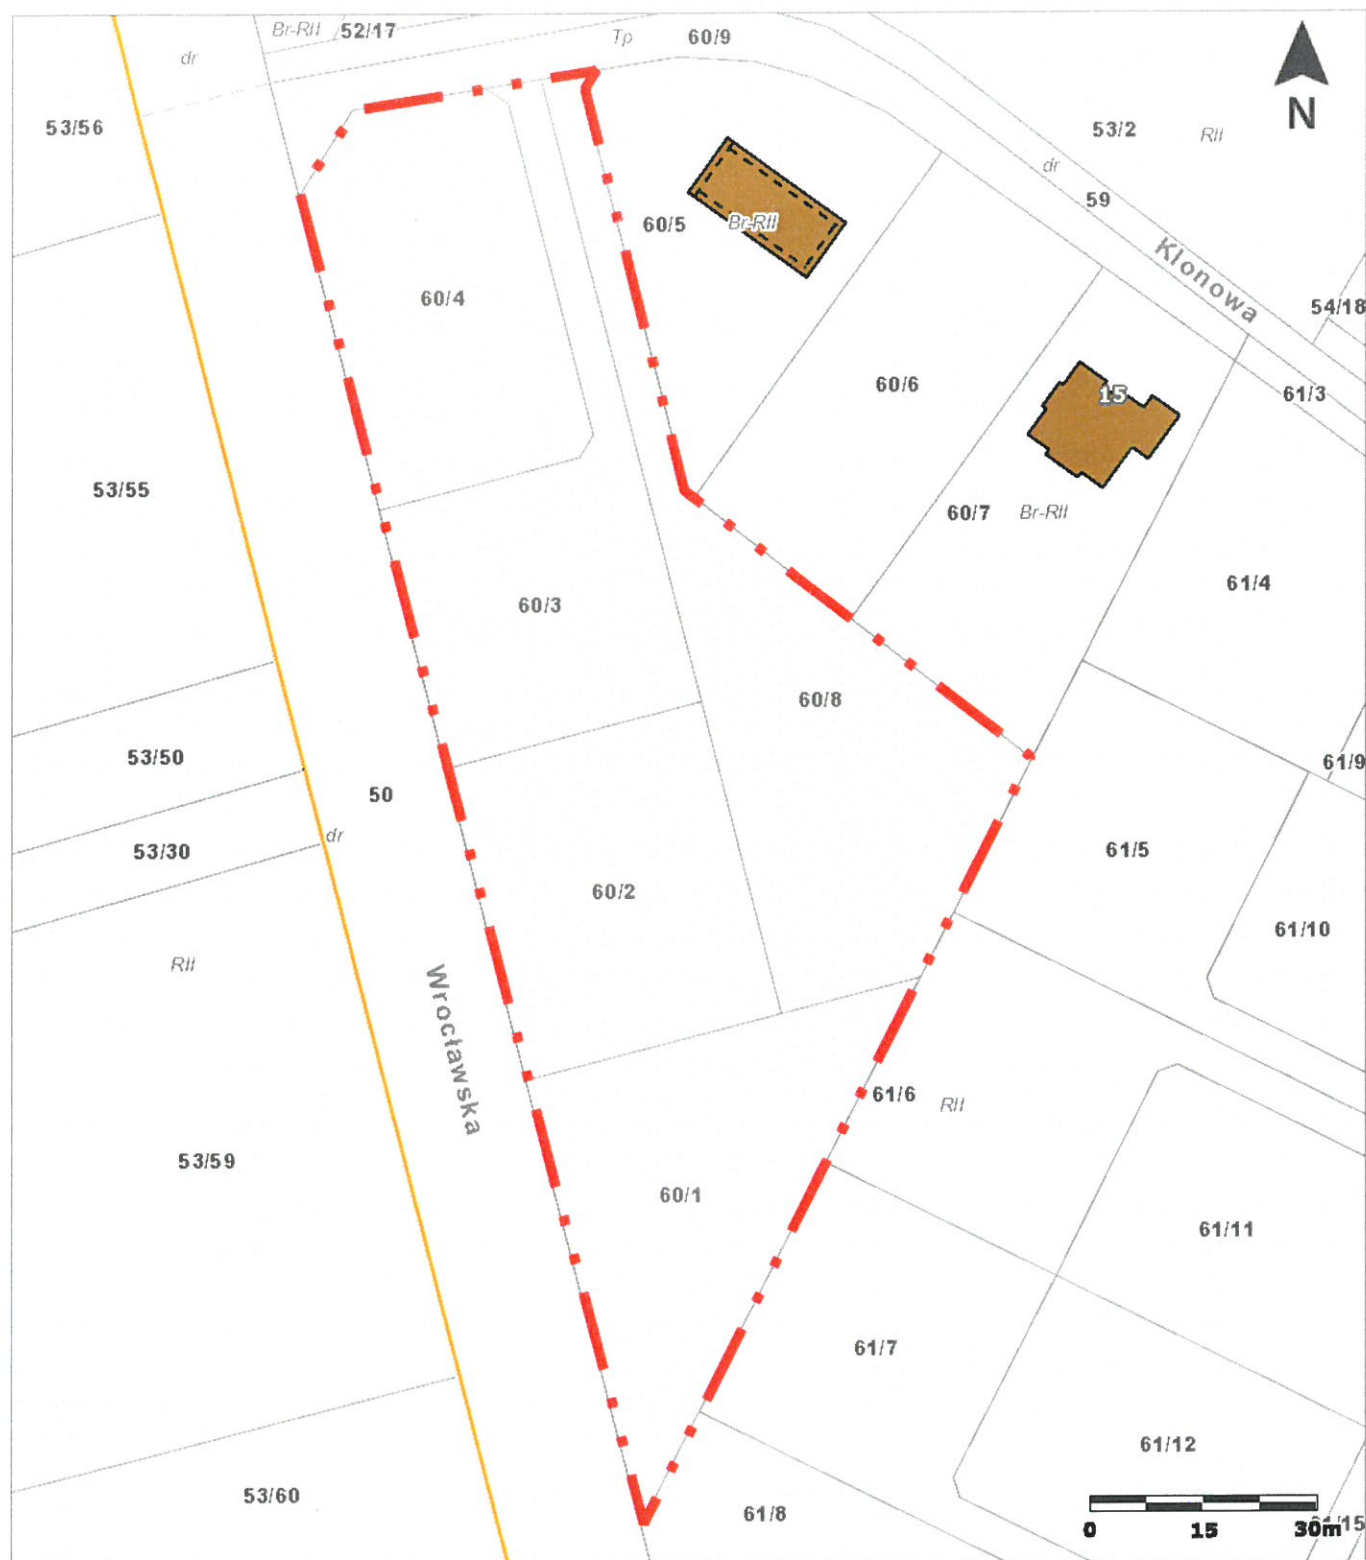 Br-RII 52/17
Tp 60/9
dr
53/56
53/2 RII
N
dr
59
60/5 Br-RII
Klonowa
60/4
54/18
60/6
15
61/3
53/55
60/7 Br-RII
61/4
60/3
60/8
53/50
61/9
50
dr
53/30
61/5
60/2
61/10
RII
Wrocławska
61/6 RII
53/59
60/1
61/11
61/7
61/12
53/60
61/8
61/15
0 15 30m